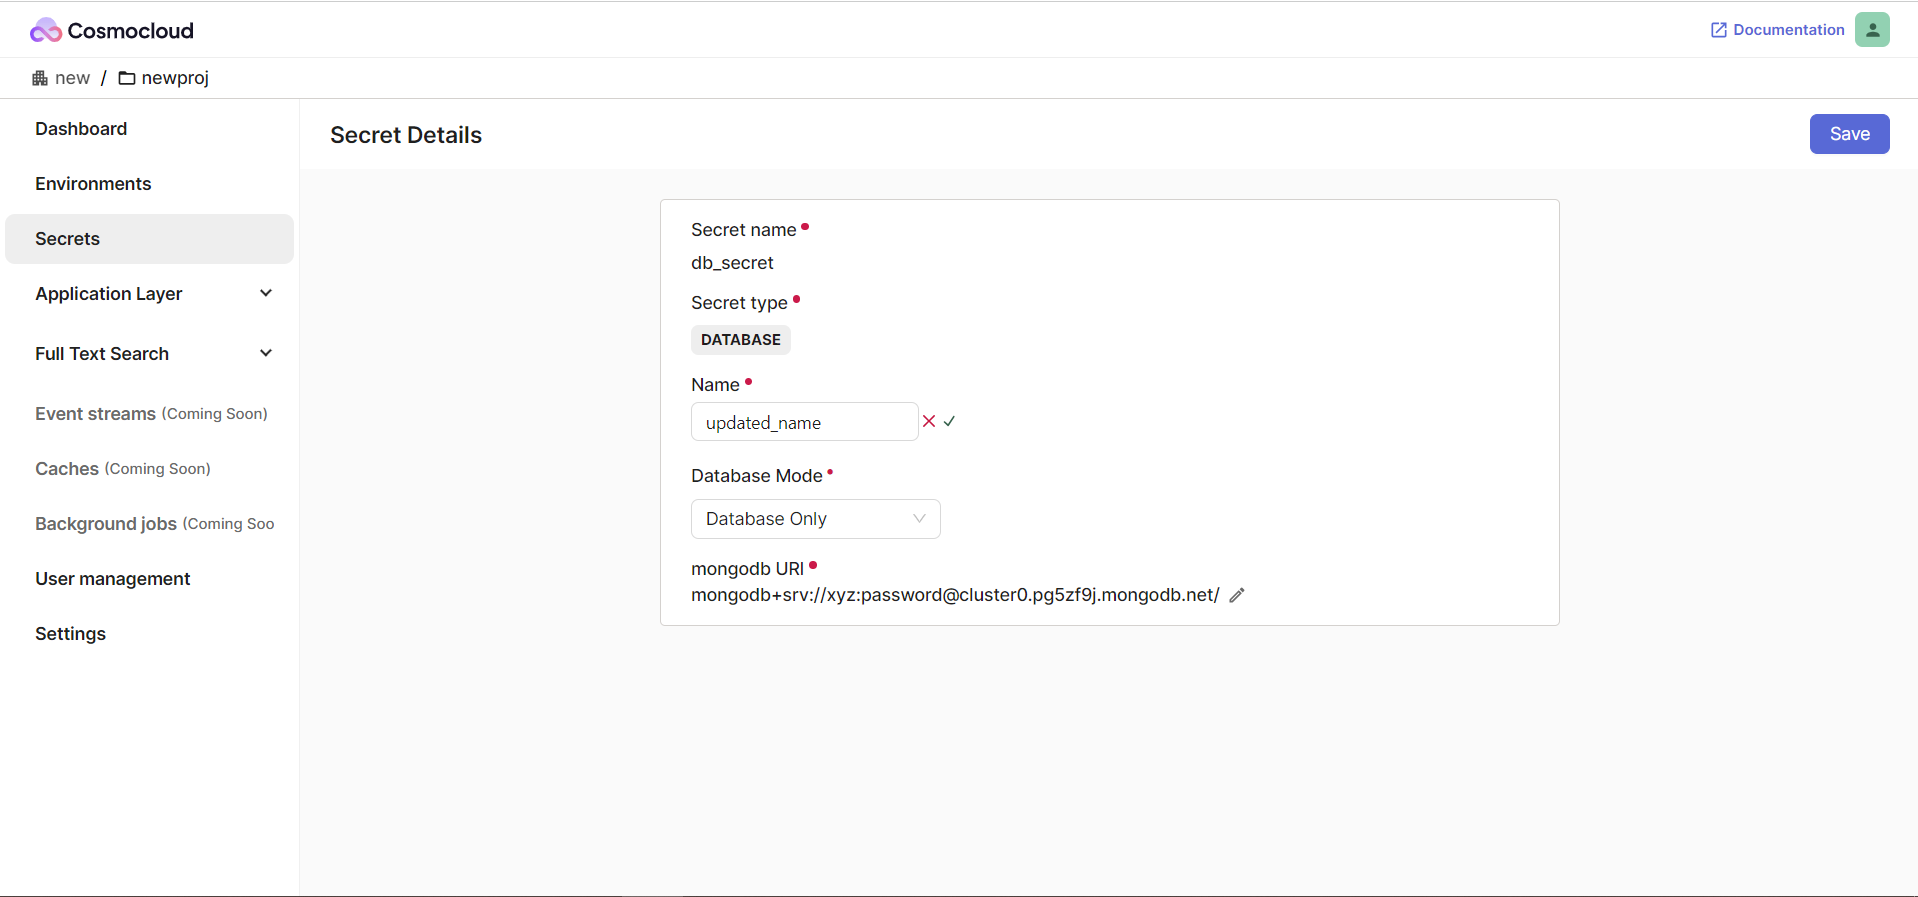 Cosmocloud
Documentation
new / newproj
Dashboard
Environments
Secrets
Application Layer
Full Text Search
Event streams (Coming Soon)
Caches (Coming Soon)
Background jobs (Coming Soo
User management
Settings
Secret Details
Save
Secret name
db_secret
Secret type
DATABASE
Name
updated_name
Database Mode
Database Only
mongodb URI
mongodb+srv://xyz:password@cluster0.pg5zf9j.mongodb.net/